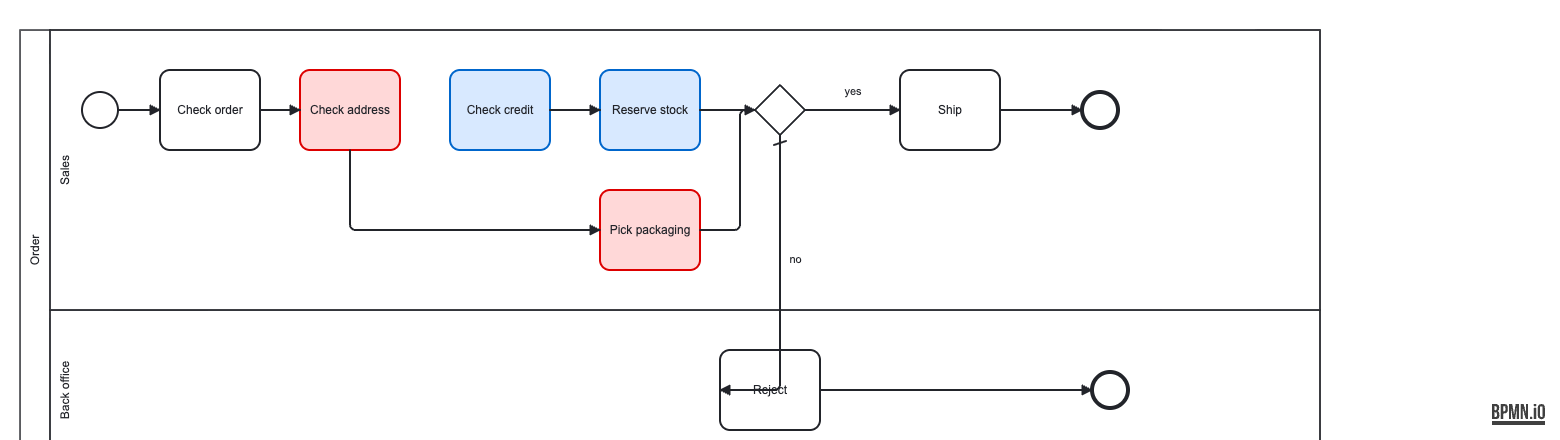 Order
Sales
Check order
Check address
Check credit
Reserve stock
yes
Ship
Pick packaging
no
Back office
Reject
BPMN.iO